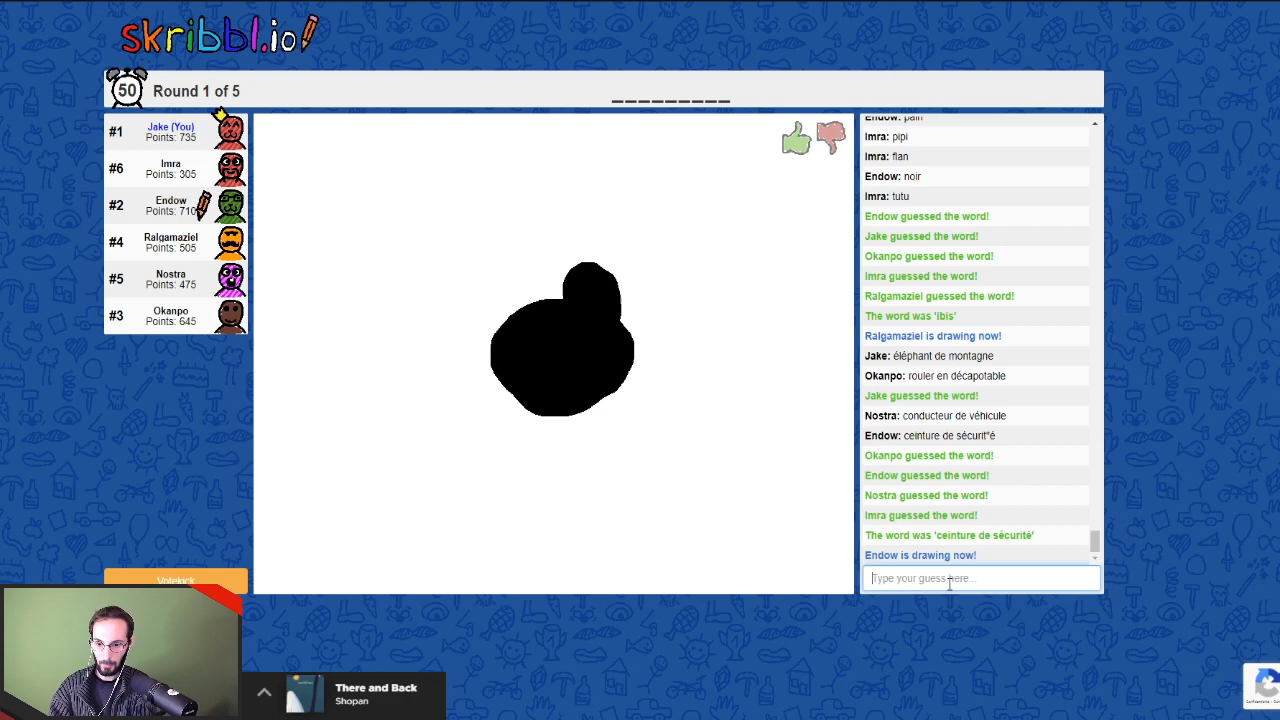 skribbl.io
50
Round 1 of 5
_________
#1
Jake (You)
Points: 735
#6
Imra
Points: 305
#2
Endow
Points: 710
#4
Ralgamaziel
Points: 505
#5
Nostra
Points: 475
#3
Okanpo
Points: 645
Votekick
Endow: pain
Imra: pipi
Imra: flan
Endow: noir
Imra: tutu
Endow guessed the word!
Jake guessed the word!
Okanpo guessed the word!
Imra guessed the word!
Ralgamaziel guessed the word!
The word was 'ibis'
Ralgamaziel is drawing now!
Jake: éléphant de montagne
Okanpo: rouler en décapotable
Jake guessed the word!
Nostra: conducteur de véhicule
Endow: ceinture de sécurit"é
Okanpo guessed the word!
Endow guessed the word!
Nostra guessed the word!
Imra guessed the word!
The word was 'ceinture de sécurité'
Endow is drawing now!
Type your guess here...
There and Back
Shopan